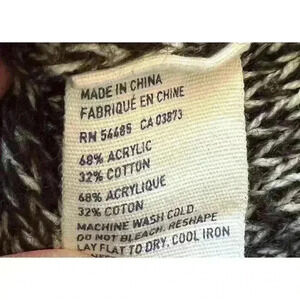 MADE IN CHINA
FABRIQUÉ EN CHINE
RN 54485 CA 03873
68% ACRYLIC
32% COTTON
68% ACRYLIQUE
32% COTON
MACHINE WASH COLD
DO NOT BLEACH. RESHAPE
LAY FLAT TO DRY, COOL IRON